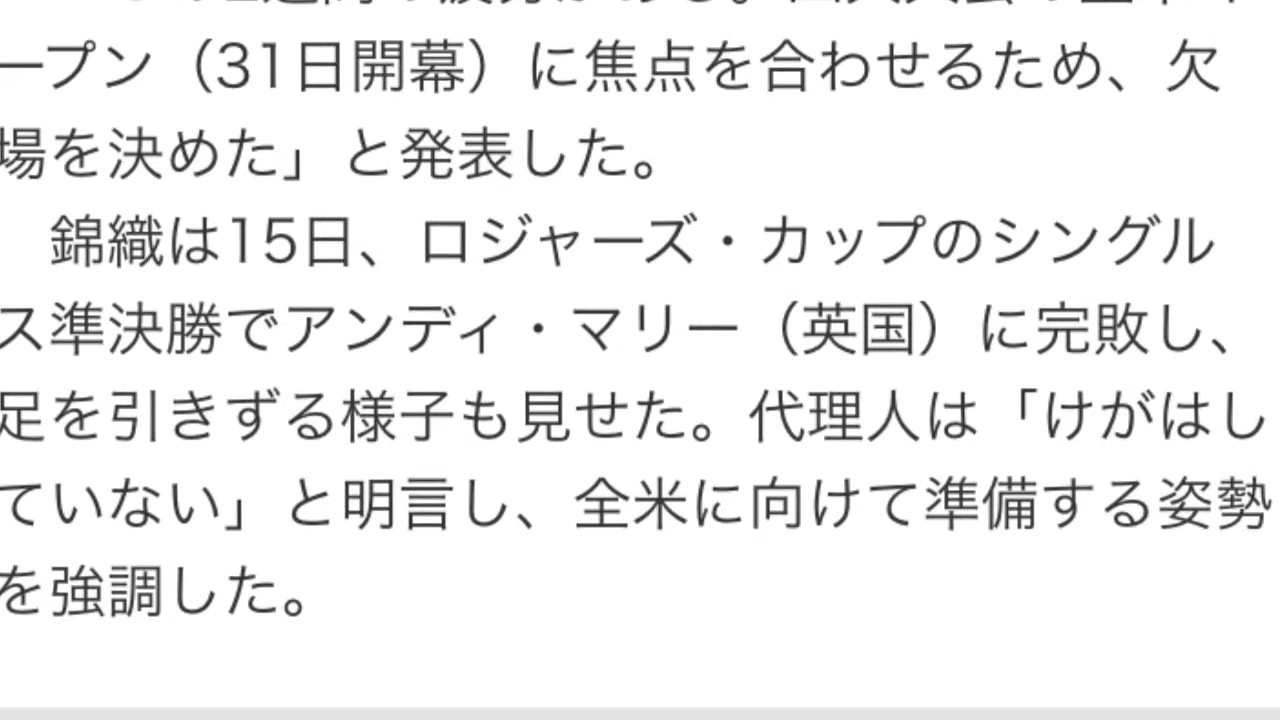 ープン（31日開幕）に焦点を合わせるため、欠
場を決めた」と発表した。
　錦織は15日、ロジャーズ・カップのシングル
ス準決勝でアンディ・マリー（英国）に完敗し、
足を引きずる様子も見せた。代理人は「けがはし
ていない」と明言し、全米に向けて準備する姿勢
を強調した。